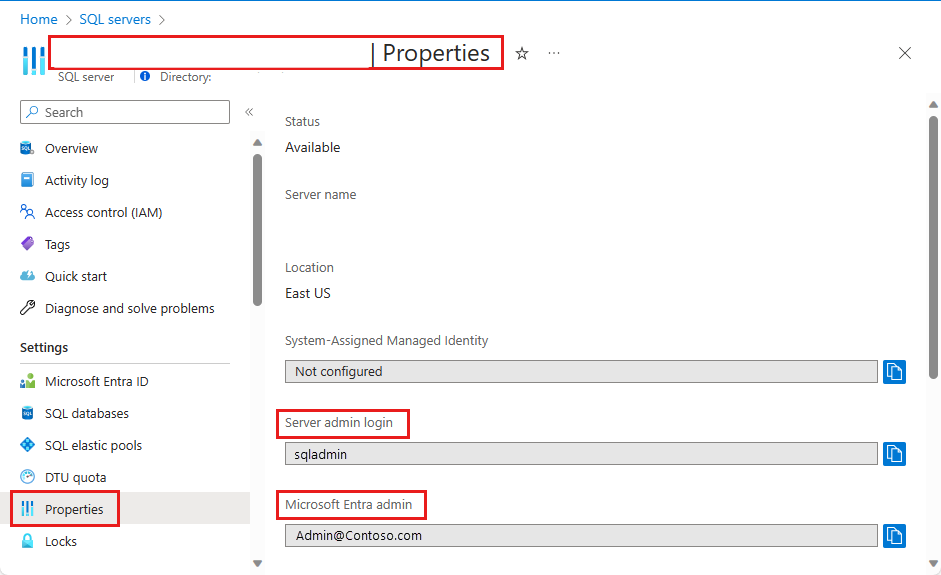 Home > SQL servers >
| Properties ☆ ...
SQL server
Directory:
Search
«
Overview
Activity log
Access control (IAM)
Tags
Quick start
Diagnose and solve problems
Settings
Microsoft Entra ID
SQL databases
SQL elastic pools
DTU quota
Properties
Locks
Status
Available
Server name
Location
East US
System-Assigned Managed Identity
Not configured
Server admin login
sqladmin
Microsoft Entra admin
Admin@Contoso.com